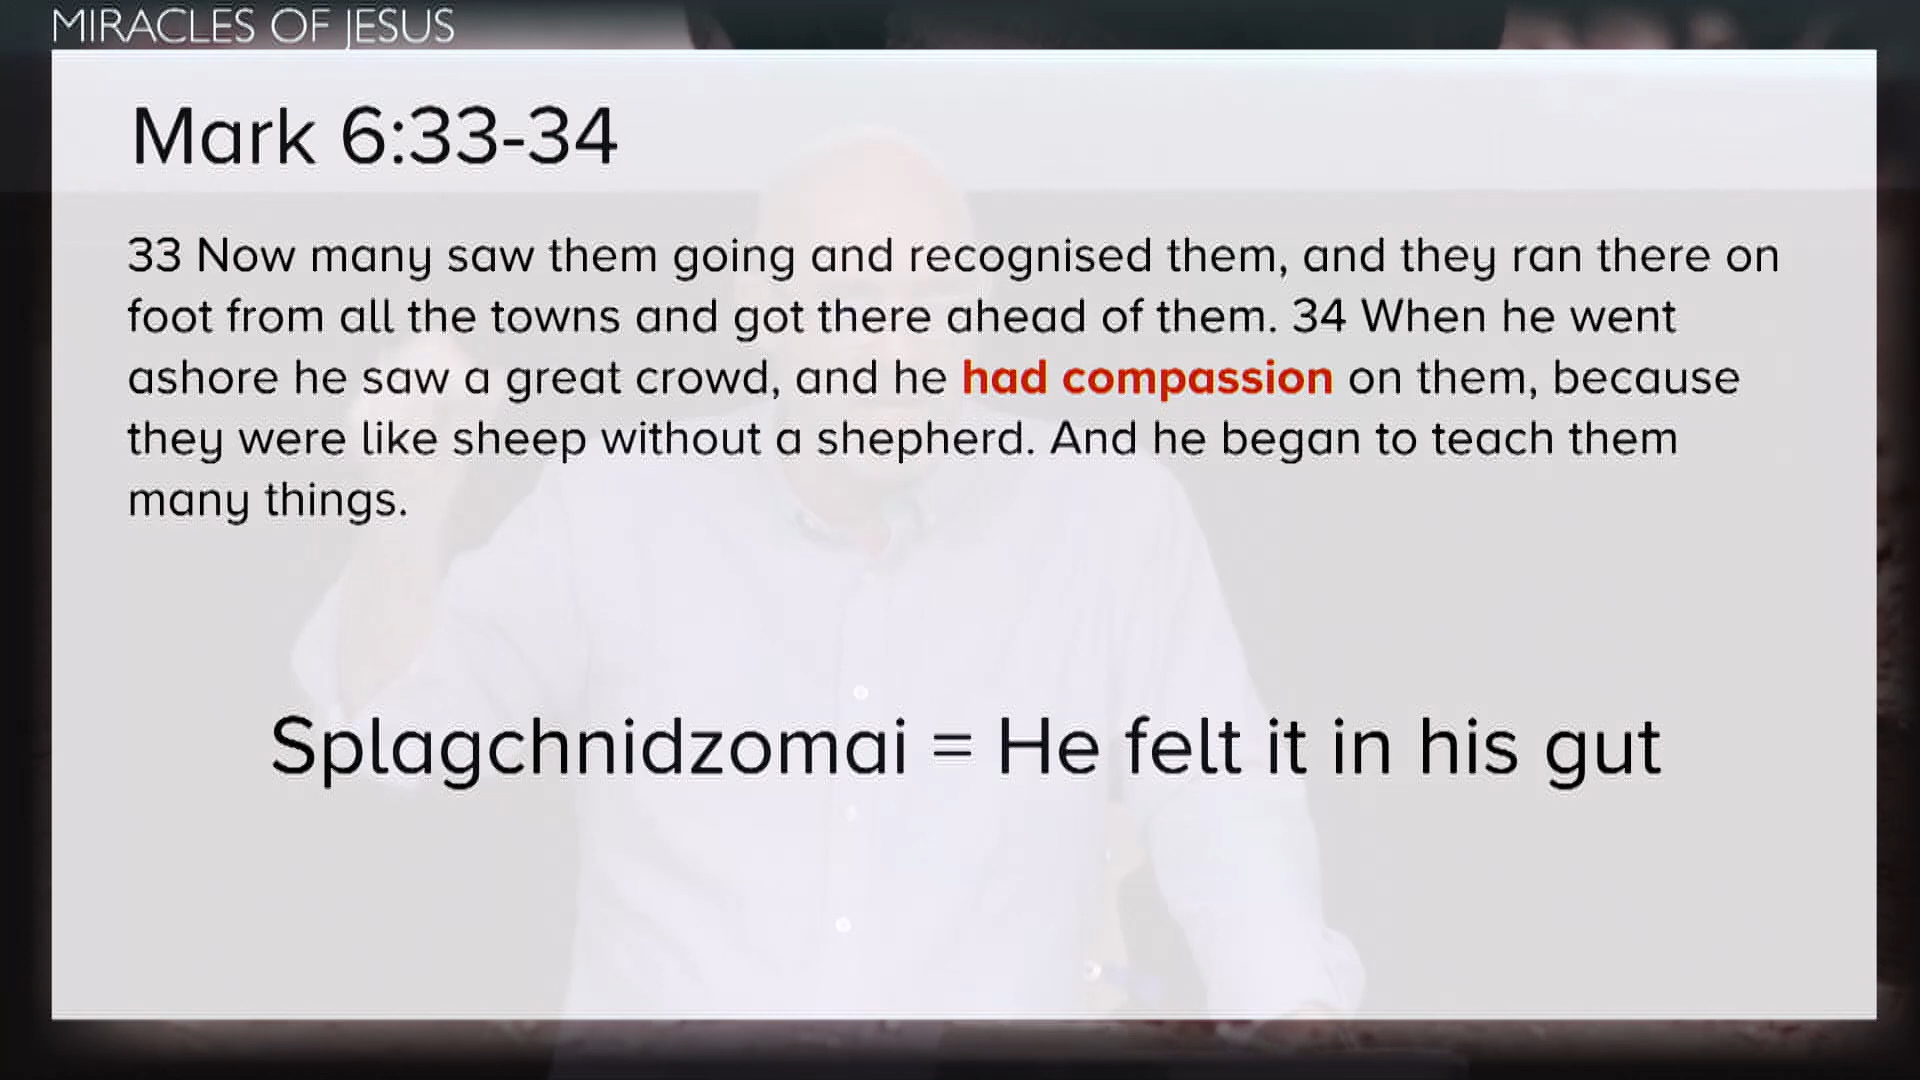 MIRACLES OF JESUS
Mark 6:33-34
33 Now many saw them going and recognised them, and they ran there on
foot from all the towns and got there ahead of them. 34 When he went
ashore he saw a great crowd, and he had compassion on them, because
they were like sheep without a shepherd. And he began to teach them
many things.
Splagchnidzomai = He felt it in his gut